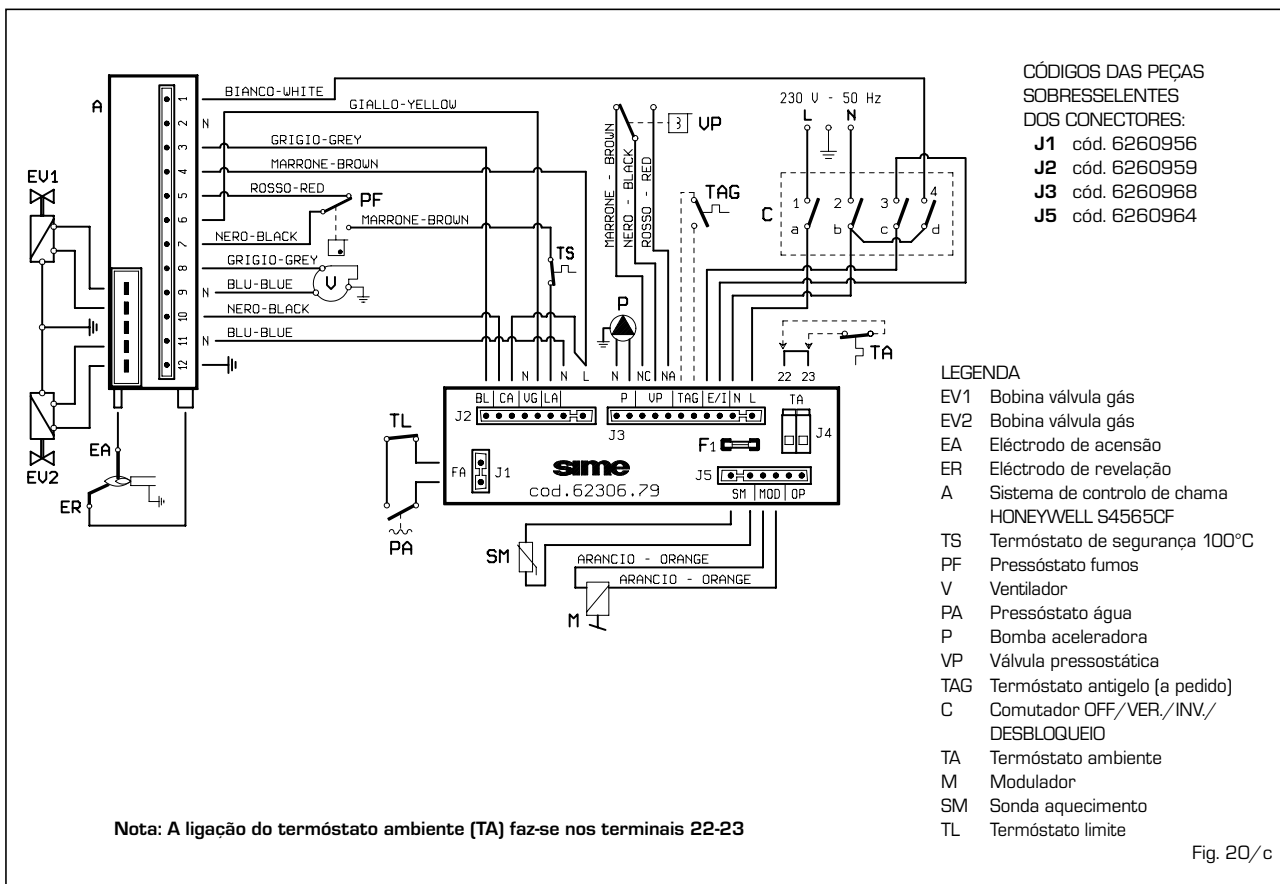 CÓDIGOS DAS PEÇAS
SOBRESSELENTES
DOS CONECTORES:
J1 cód. 6260956
J2 cód. 6260959
J3 cód. 6260968
J5 cód. 6260964
A
1
2
3
4
5
6
7
8
9
10
11
12
BIANCO-WHITE
GIALLO-YELLOW
N
GRIGIO-GREY
MARRONE-BROWN
ROSSO-RED
PF
MARRONE-BROWN
NERO-BLACK
GRIGIO-GREY
V
BLU-BLUE
N
NERO-BLACK
BLU-BLUE
N
TS
EV1
EV2
EA
ER
MARRONE - BROWN
NERO - BLACK
ROSSO - RED
VP
TAG
230 V - 50 Hz
L N
C
1 2 3 4
a b c d
P
TA
22 23
N N L
N NC NA
BL CA VG LA
P VP TAG E/I N L
TA
J2
J3
J4
F1
TL
FA
J1
sime
cod.62306.79
J5
SM MOD OP
PA
SM
ARANCIO - ORANGE
ARANCIO - ORANGE
M
LEGENDA
EV1 Bobina válvula gás
EV2 Bobina válvula gás
EA Eléctrodo de acensão
ER Eléctrodo de revelação
A Sistema de controlo de chama
HONEYWELL S4565CF
TS Termóstato de segurança 100°C
PF Pressóstato fumos
V Ventilador
PA Pressóstato água
P Bomba aceleradora
VP Válvula pressostática
TAG Termóstato antigelo (a pedido)
C Comutador OFF/VER./INV./
DESBLOQUEIO
TA Termóstato ambiente
M Modulador
SM Sonda aquecimento
TL Termóstato limite
Nota: A ligação do termóstato ambiente (TA) faz-se nos terminais 22-23
Fig. 20/c